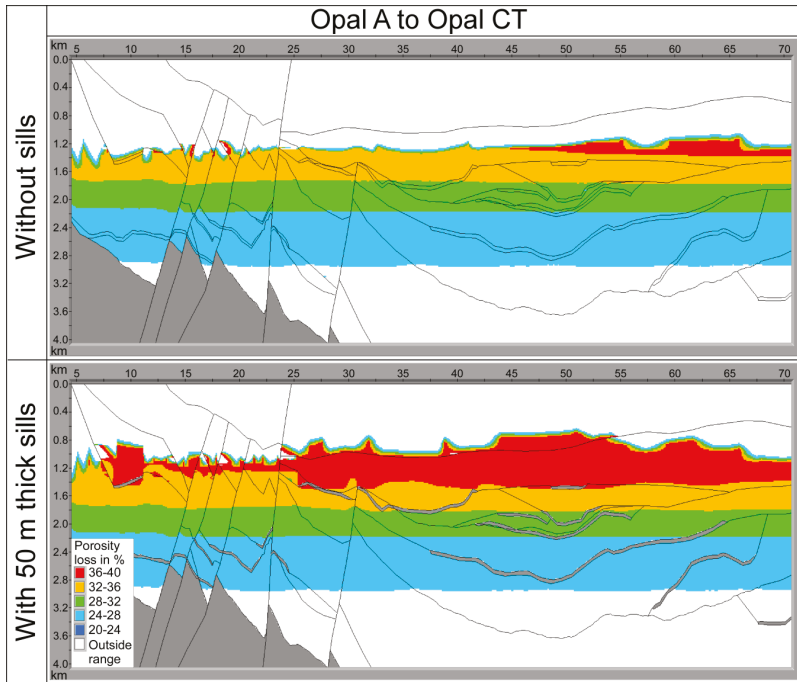 Opal A to Opal CT
Without sills
km 5 10 15 20 25 30 35 40 45 50 55 60 65 70
0.0
0.4
0.8
1.2
1.6
2.0
2.4
2.8
3.2
3.6
4.0
km
With 50 m thick sills
km 5 10 15 20 25 30 35 40 45 50 55 60 65 70
0.0
0.4
0.8
1.2
1.6
2.0
2.4
2.8
3.2
3.6
4.0
km
Porosity
loss in %
36-40
32-36
28-32
24-28
20-24
Outside
range